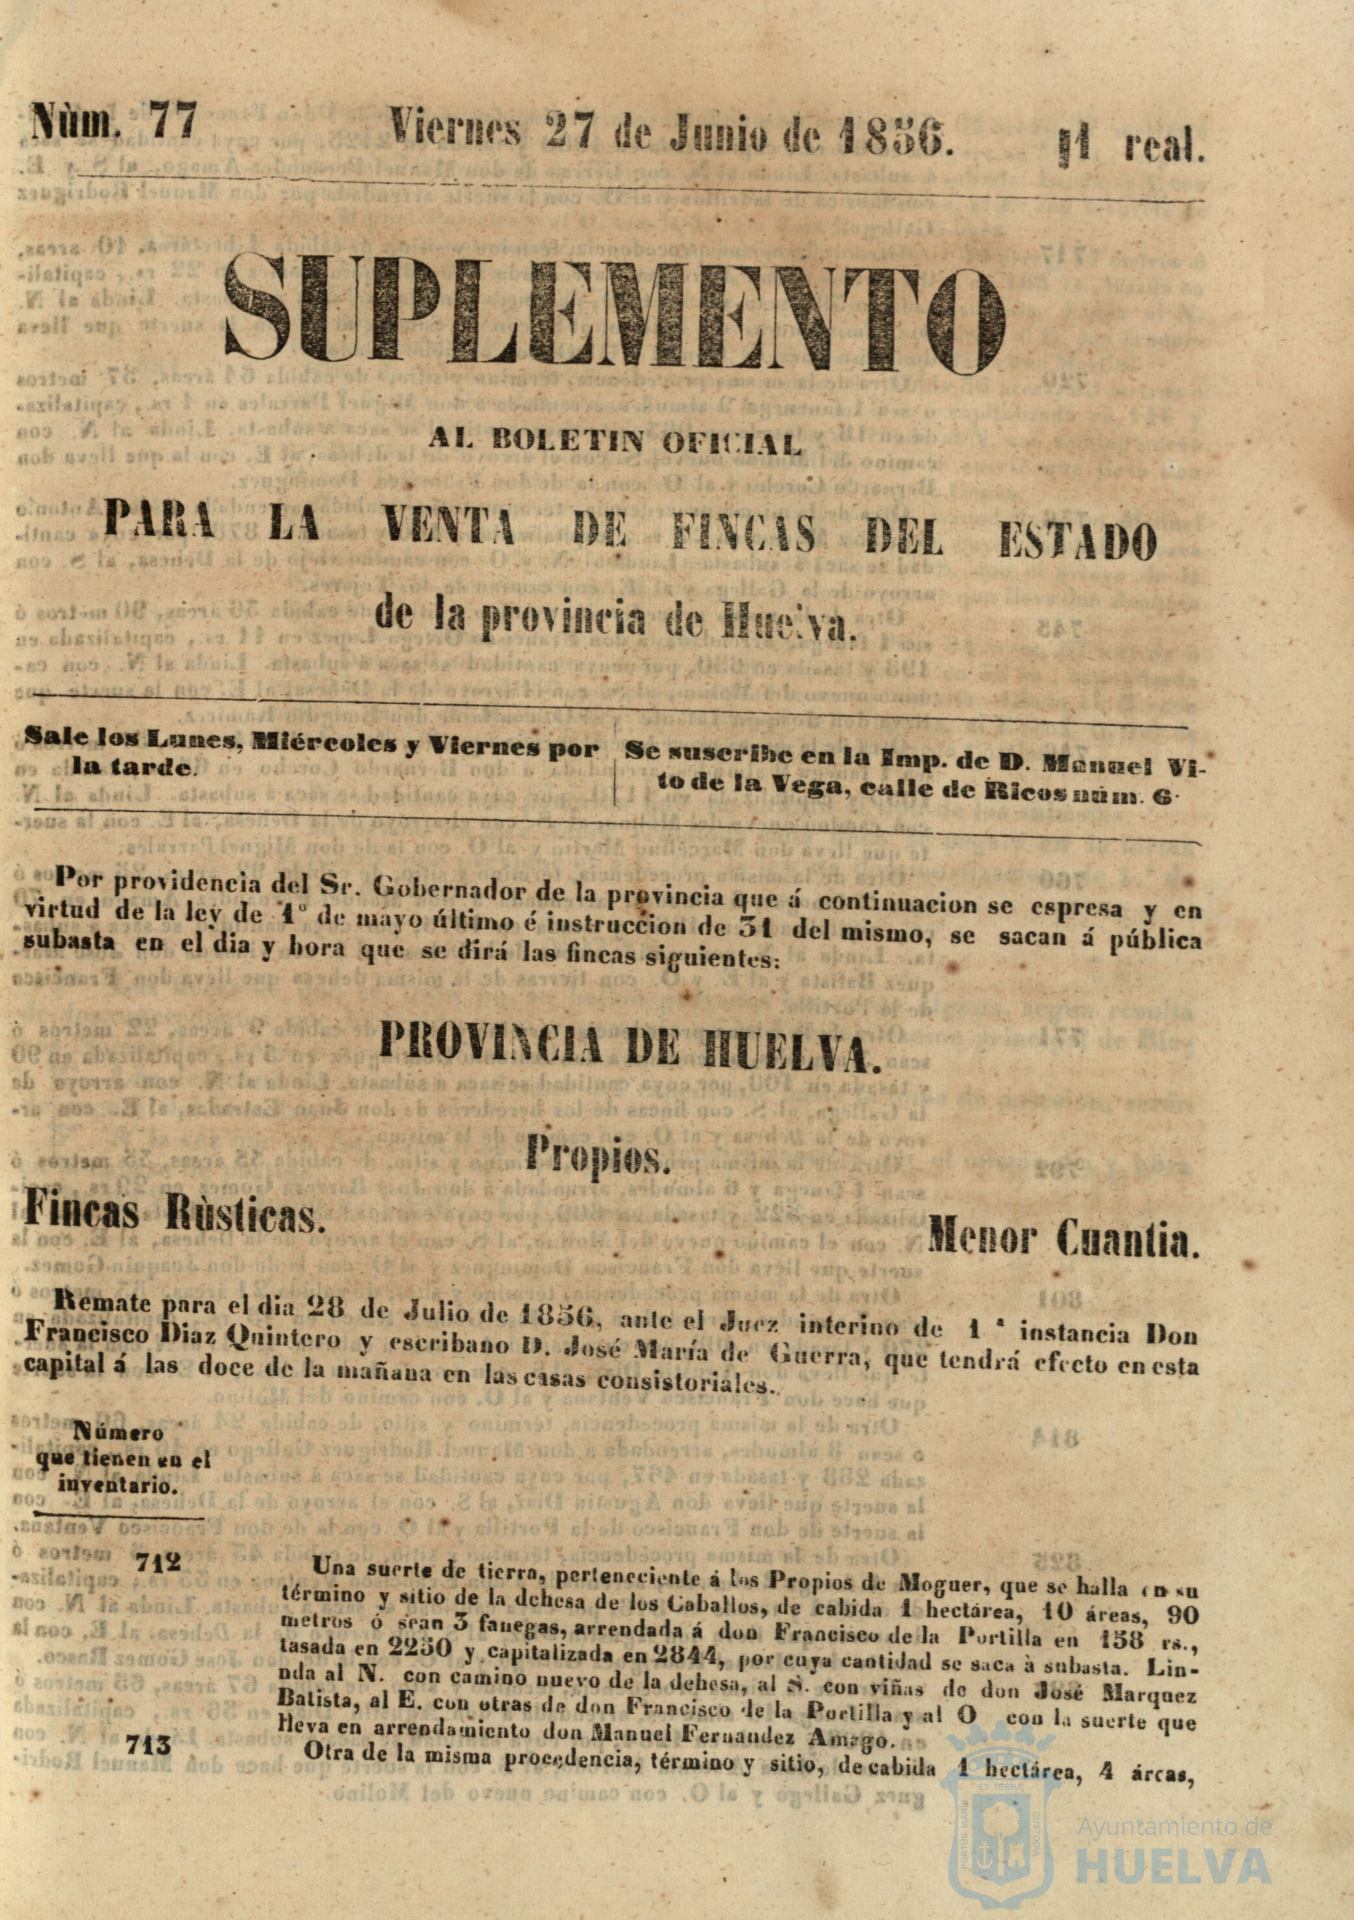 Nùm. 77 Viernes 27 de Junio de 1856. 1 real.
SUPLEMENTO
AL BOLETIN OFICIAL
PARA LA VENTA DE FINCAS DEL ESTADO
de la provincia de Huelva.
Sale los Lunes, Miércoles y Viernes por
la tarde.
Se suscribe en la Imp. de D. Manuel Vi-
to de la Vega, calle de Ricos núm. 6.
Por providencia del Sr. Gobernador de la provincia que á continuacion se espresa y en
virtud de la ley de 1º de mayo último é instruccion de 31 del mismo, se sacan á pública
subasta en el dia y hora que se dirá las fincas siguientes:
PROVINCIA DE HUELVA.
Propios.
Fincas Rùsticas. Menor Cuantia.
Remate para el dia 28 de Julio de 1856, ante el Juez interino de 1ª instancia Don
Francisco Diaz Quintero y escribano D. José María de Guerra, que tendrá efecto en esta
capital á las doce de la mañana en las casas consistoriales.
Número
que tienen en el
inventario.
712 Una suerte de tierra, perteneciente á los Propios de Moguer, que se halla en su
término y sitio de la dehesa de los Caballos, de cabida 1 hectárea, 10 áreas, 90
metros ó sean 3 fanegas, arrendada á don Francisco de la Portilla en 158 rs.,
tasada en 2250 y capitalizada en 2844, por cuya cantidad se saca à subasta. Lin-
nda al N. con camino nuevo de la dehesa, al S. con viñas de don José Marquez
Batista, al E. con otras de don Francisco de la Portilla y al O con la suerte que
lleva en arrendamiento don Manuel Fernandez Amago.
713 Otra de la misma procedencia, término y sitio, de cabida 1 hectárea, 4 áreas,
Ayuntamiento de
HUELVA